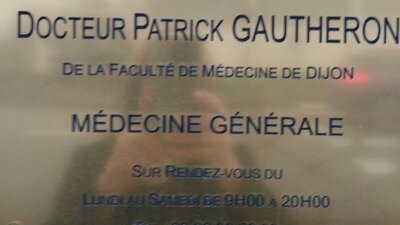 DOCTEUR PATRICK GAUTHERON
DE LA FACULTÉ DE MÉDECINE DE DIJON
MÉDECINE GÉNÉRALE
SUR RENDEZ-VOUS DU
LUNDI AU SAMEDI DE 9H00 À 20H00